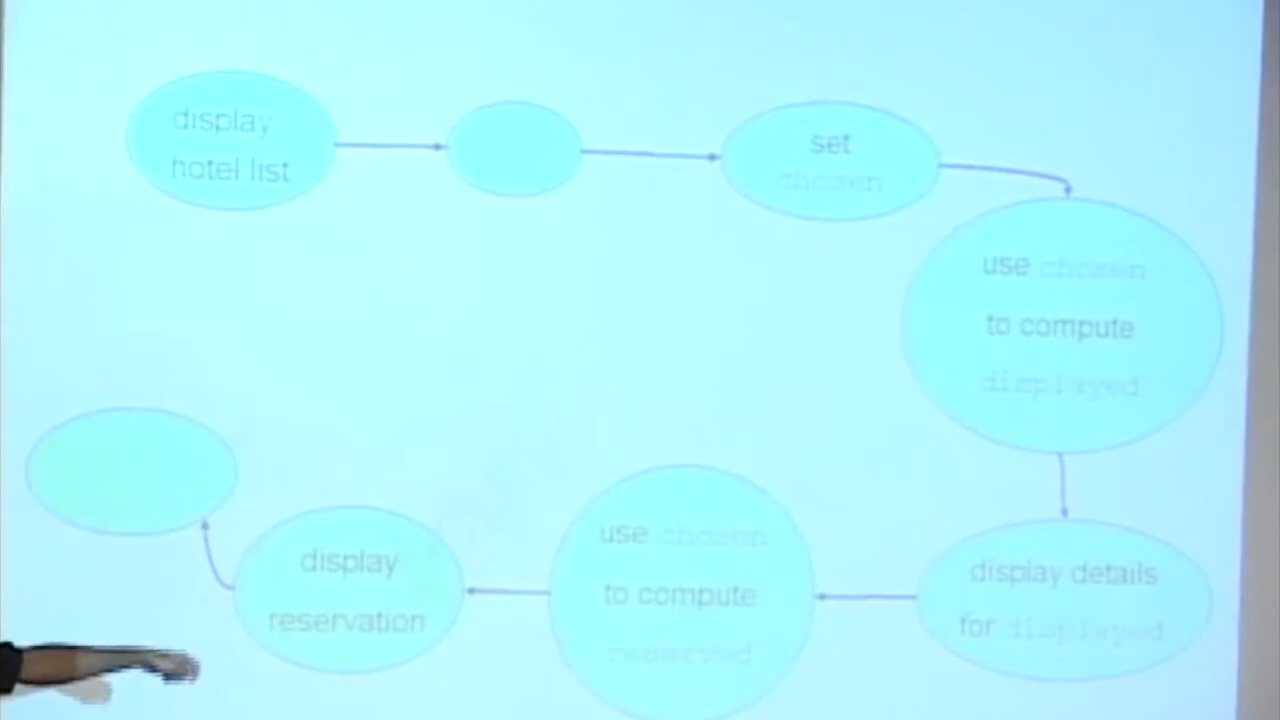 display
hotel list
set
chosen
use chosen
to compute
displayed
display details
for displayed
use chosen
to compute
reserved
display
reservation